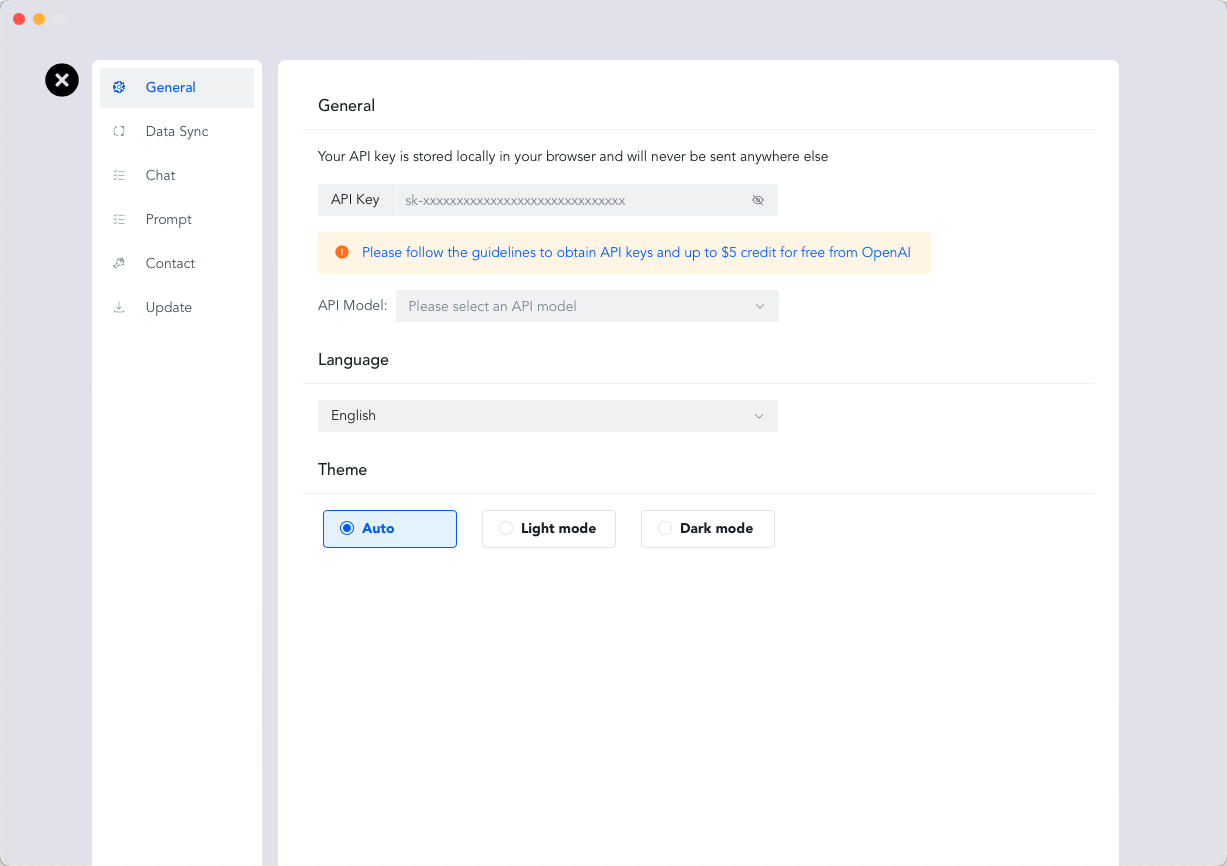 General
Data Sync
Chat
Prompt
Contact
Update
General
Your API key is stored locally in your browser and will never be sent anywhere else
API Key sk-xxxxxxxxxxxxxxxxxxxxxxxxxxxxxxx
Please follow the guidelines to obtain API keys and up to $5 credit for free from OpenAI
API Model: Please select an API model
Language
English
Theme
Auto Light mode Dark mode